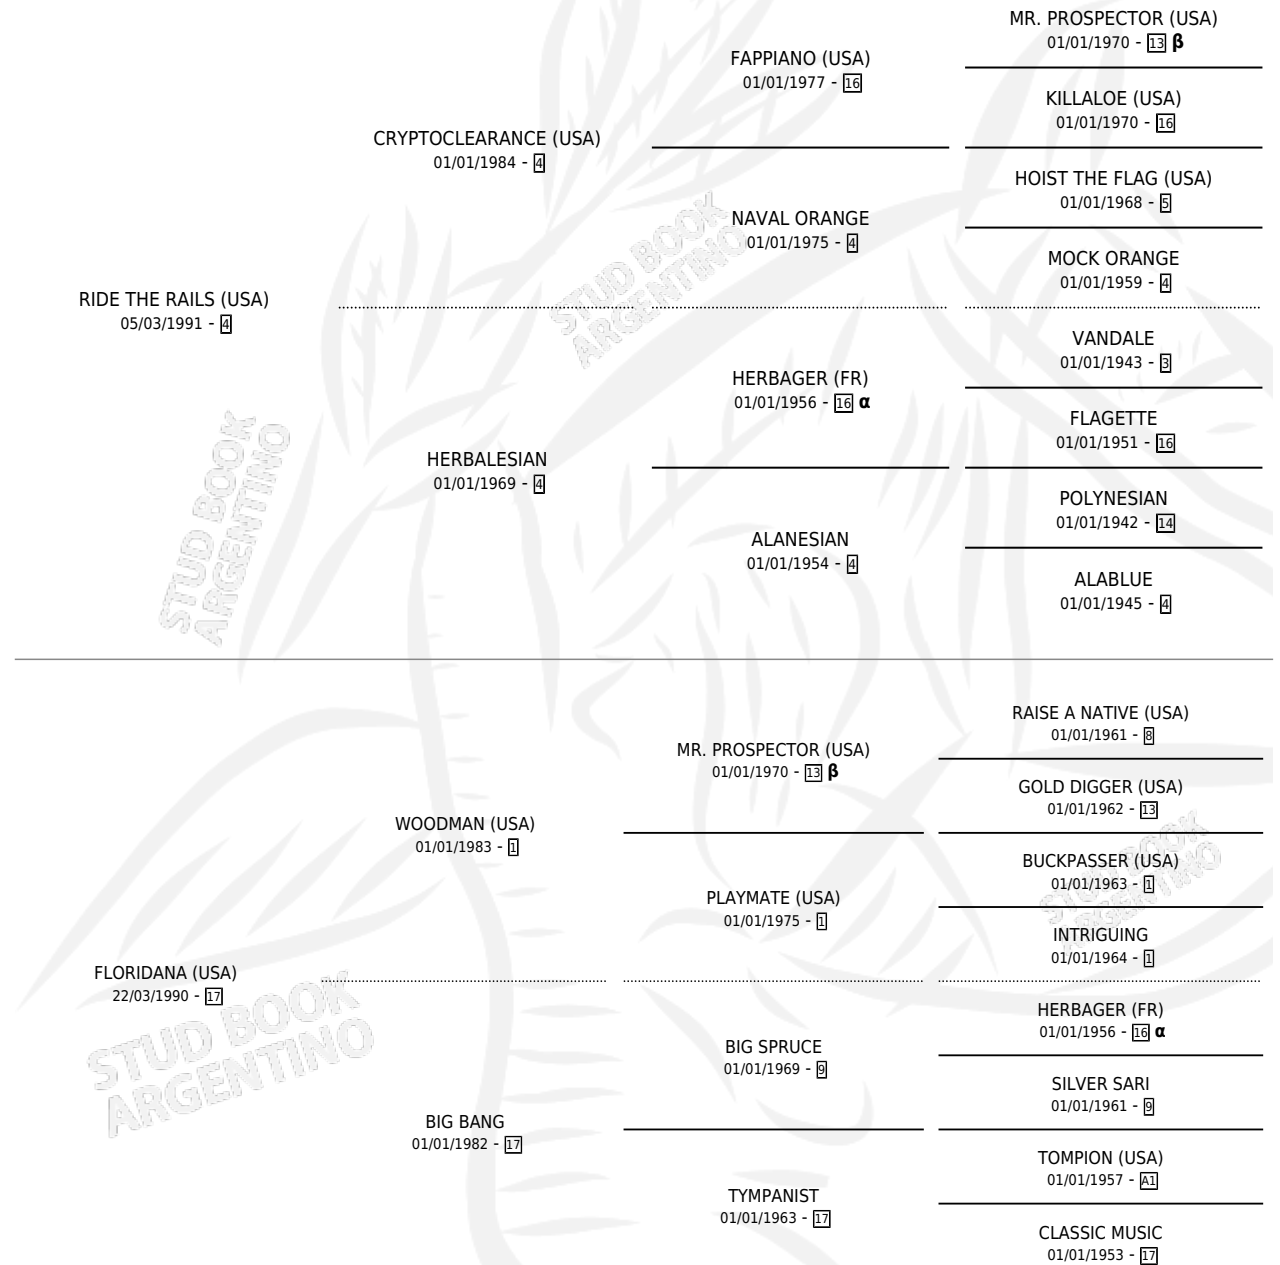 MR. PROSPECTOR (USA)
01/01/1970 - 13 β
FAPPIANO (USA)
01/01/1977 - 16
KILLALOE (USA)
01/01/1970 - 16
CRYPTOCLEARANCE (USA)
01/01/1984 - 4
HOIST THE FLAG (USA)
01/01/1968 - 5
NAVAL ORANGE
01/01/1975 - 4
MOCK ORANGE
01/01/1959 - 4
RIDE THE RAILS (USA)
05/03/1991 - 4
VANDALE
01/01/1943 - 3
HERBAGER (FR)
01/01/1956 - 16 α
FLAGETTE
01/01/1951 - 16
HERBALESIAN
01/01/1969 - 4
POLYNESIAN
01/01/1942 - 14
ALANESIAN
01/01/1954 - 4
ALABLUE
01/01/1945 - 4
RAISE A NATIVE (USA)
01/01/1961 - 8
MR. PROSPECTOR (USA)
01/01/1970 - 13 β
GOLD DIGGER (USA)
01/01/1962 - 13
WOODMAN (USA)
01/01/1983 - 1
BUCKPASSER (USA)
01/01/1963 - 1
PLAYMATE (USA)
01/01/1975 - 1
INTRIGUING
01/01/1964 - 1
FLORIDANA (USA)
22/03/1990 - 17
HERBAGER (FR)
01/01/1956 - 16 α
BIG SPRUCE
01/01/1969 - 9
SILVER SARI
01/01/1961 - 9
BIG BANG
01/01/1982 - 17
TOMPION (USA)
01/01/1957 - A1
TYMPANIST
01/01/1963 - 17
CLASSIC MUSIC
01/01/1953 - 17
STUD BOOK
ARGENTINO
STUD BOOK
ARGENTINO
STUD BOOK
ARGENTINO
STUD BOOK
ARGENTINO